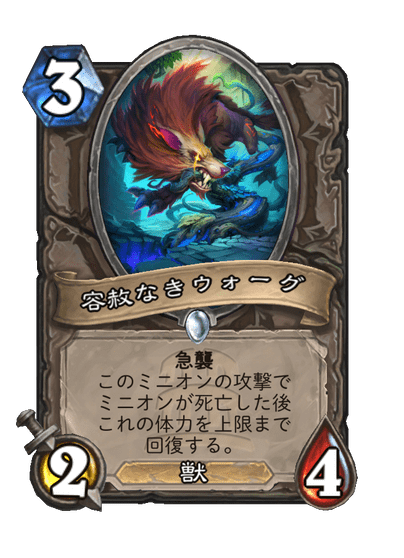 3
容赦なきウォーグ
急襲
このミニオンの攻撃で
ミニオンが死亡した後
これの体力を上限まで
回復する。
2
獣
4